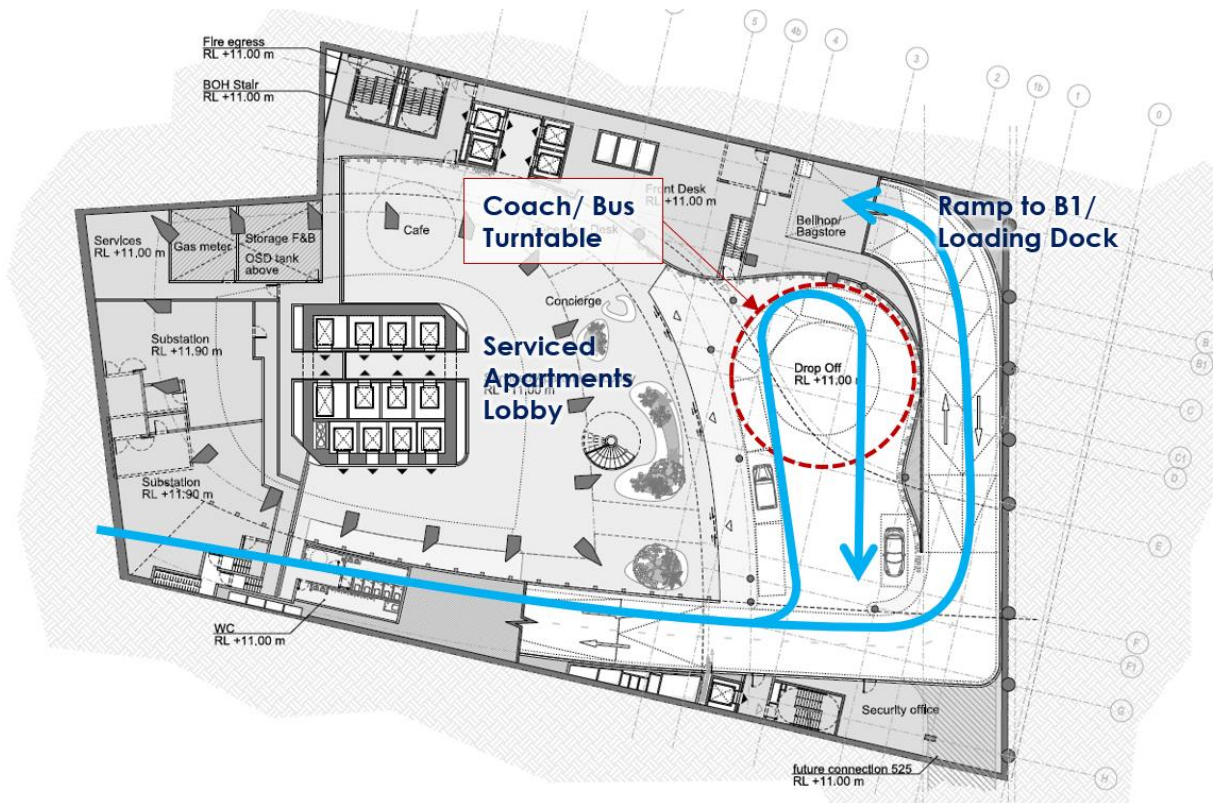 Fire egress
RL +11.00 m
BOH Stair
RL +11.00 m
5
4b
4
3
2
1b
1
0
Coach/ Bus
Turntable
Front Desk
RL +11.00 m
Bellhop/
Bagstore
Ramp to B1/
Loading Dock
Services
RL +11.00 m
Gas meter
Storage F&B
OSD tank
above
Cafe
Desk
Concierge
Substation
RL +11.90 m
Serviced
Apartments
Lobby
Drop Off
RL +11.00
B
B1
C
C1
D
E
Substation
RL +11.90 m
WC
RL +11.00 m
F
F1
G
H
Security office
future connection 525
RL +11.00 m